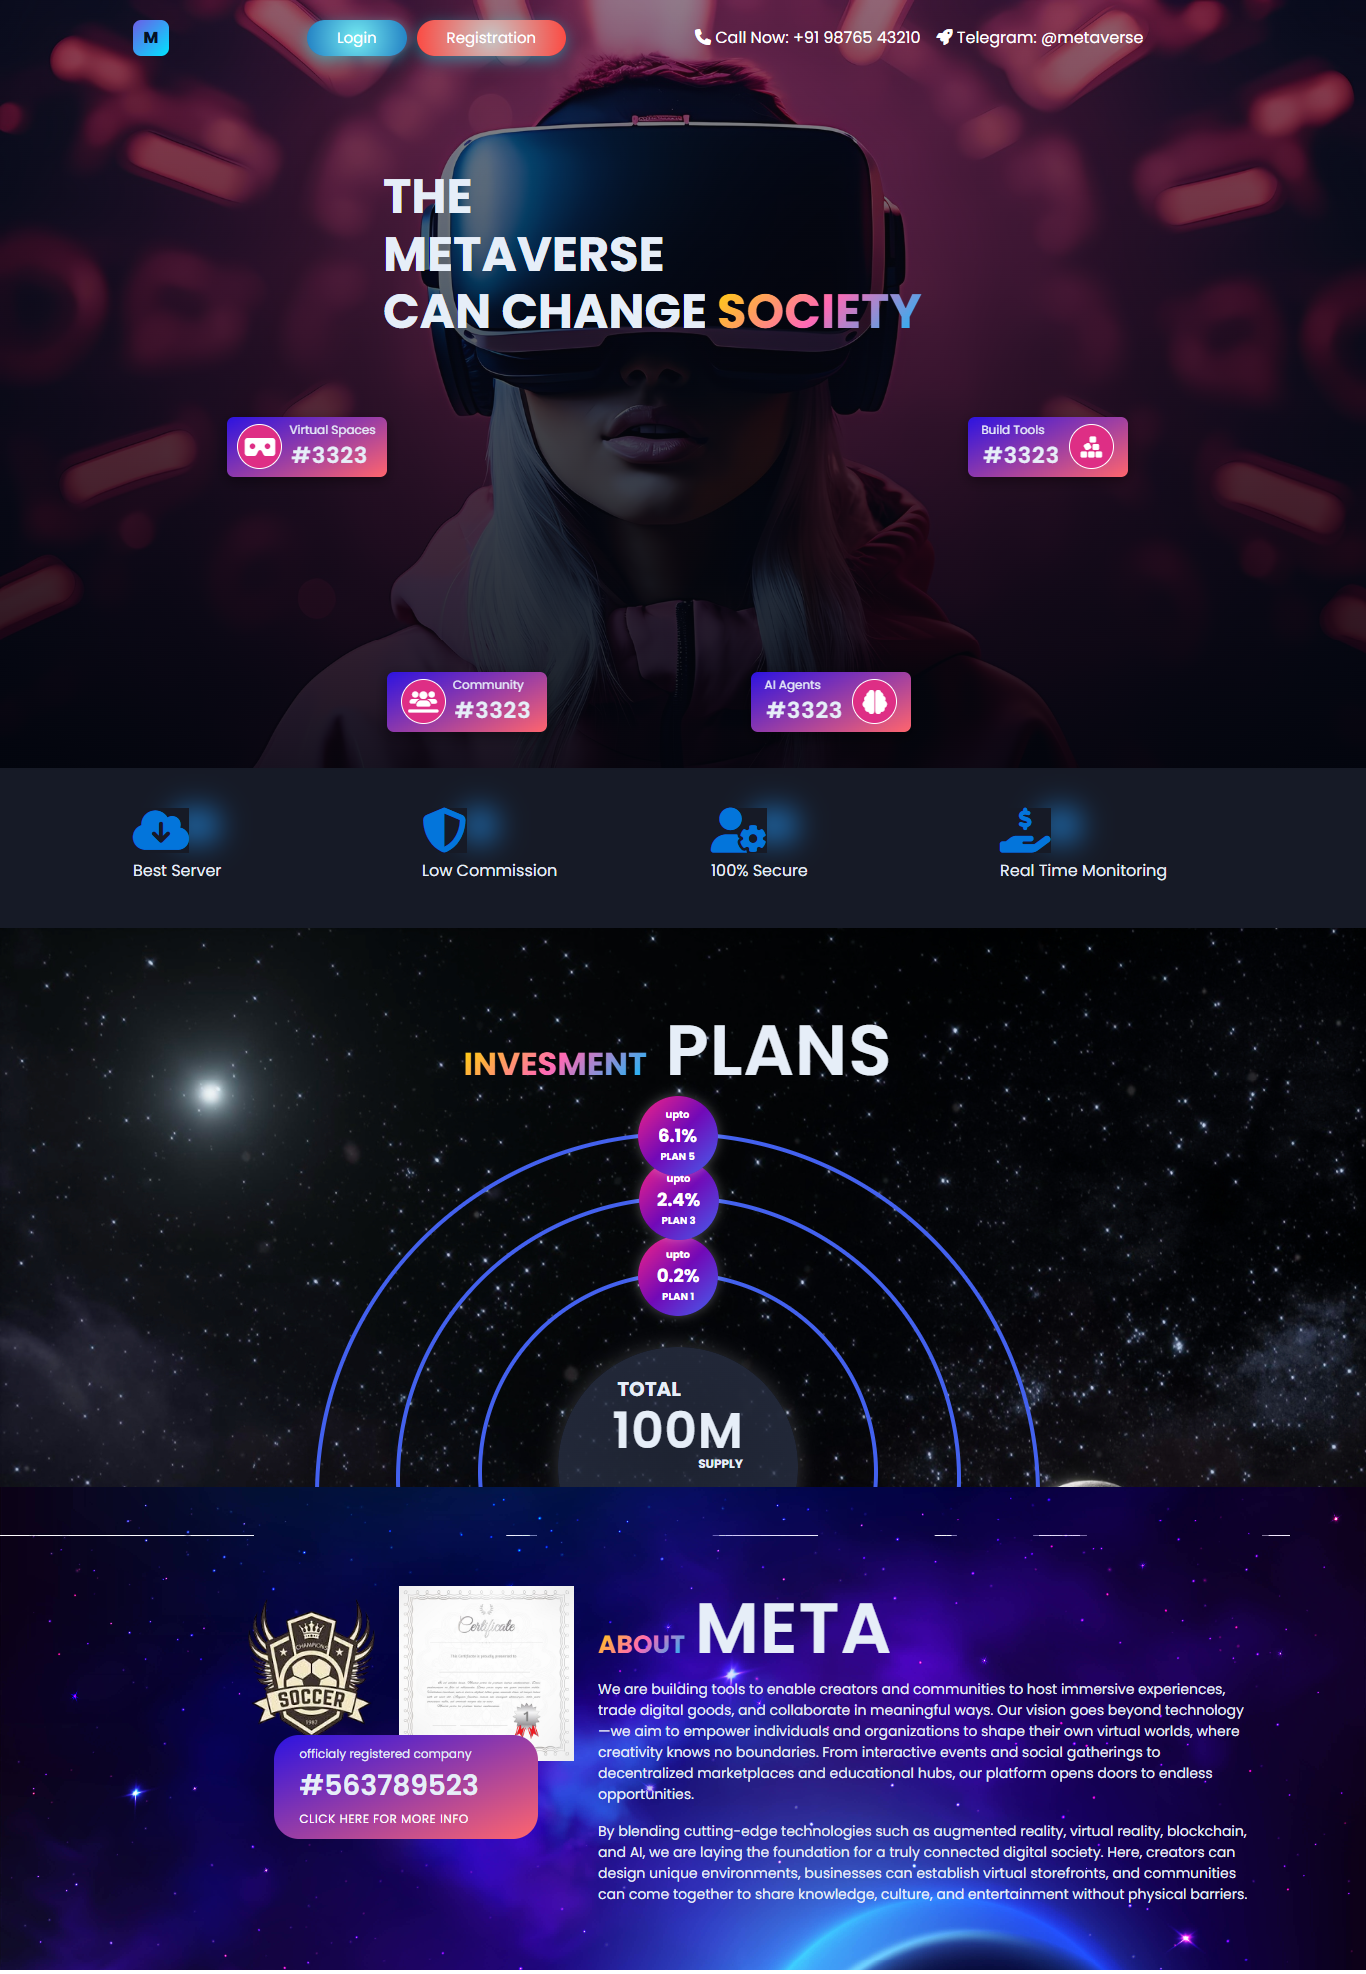 M
Login
Registration
Call Now: +91 98765 43210
Telegram: @metaverse
THE
METAVERSE
CAN CHANGE SOCIETY
Virtual Spaces
#3323
Build Tools
#3323
Community
#3323
AI Agents
#3323
Best Server
Low Commission
100% Secure
Real Time Monitoring
INVESMENT PLANS
upto
6.1%
PLAN 5
upto
2.4%
PLAN 3
upto
0.2%
PLAN 1
TOTAL
100M
SUPPLY
CHAMPIONS
SOCCER
1987
Certificate
This certificate is proudly presented to
1
officialy registered company
#563789523
CLICK HERE FOR MORE INFO
ABOUT META
We are building tools to enable creators and communities to host immersive experiences,
trade digital goods, and collaborate in meaningful ways. Our vision goes beyond technology
—we aim to empower individuals and organizations to shape their own virtual worlds, where
creativity knows no boundaries. From interactive events and social gatherings to
decentralized marketplaces and educational hubs, our platform opens doors to endless
opportunities.
By blending cutting-edge technologies such as augmented reality, virtual reality, blockchain,
and AI, we are laying the foundation for a truly connected digital society. Here, creators can
design unique environments, businesses can establish virtual storefronts, and communities
can come together to share knowledge, culture, and entertainment without physical barriers.